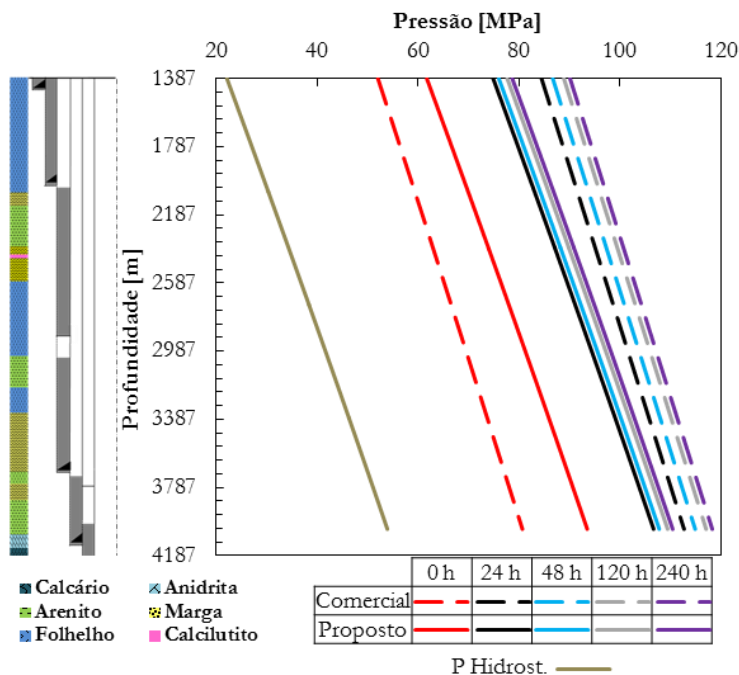 Pressão [MPa]
20 40 60 80 100 120
Profundidade [m]
1387
1787
2187
2587
2987
3387
3787
4187
Calcário Anidrita
Arenito Marga
Folhelho Calcilutito
0 h 24 h 48 h 120 h 240 h
Comercial
Proposto
P Hidrost.